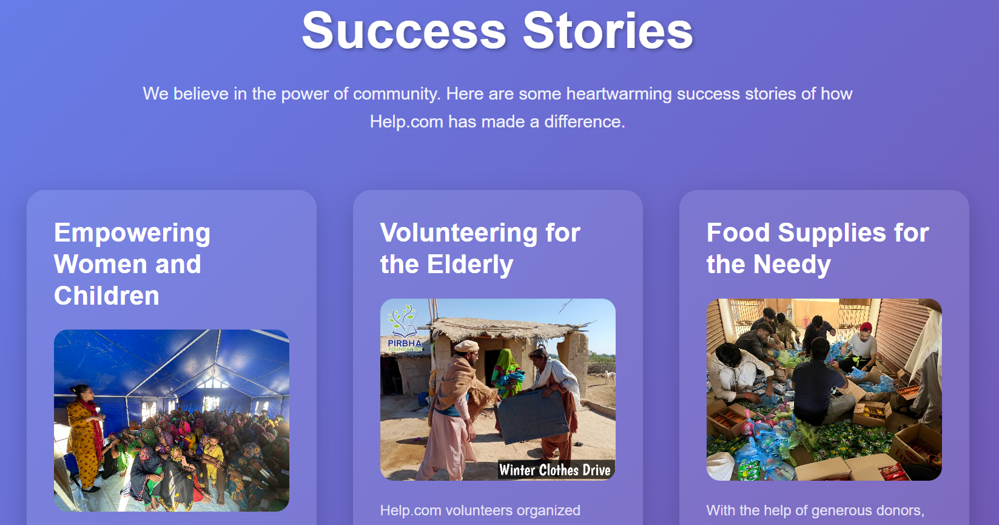 Success Stories
We believe in the power of community. Here are some heartwarming success stories of how
Help.com has made a difference.
Empowering
Women and
Children
Volunteering for
the Elderly
PIRBHA
FOUNDATION
Winter Clothes Drive
Help.com volunteers organized
Food Supplies for
the Needy
With the help of generous donors,